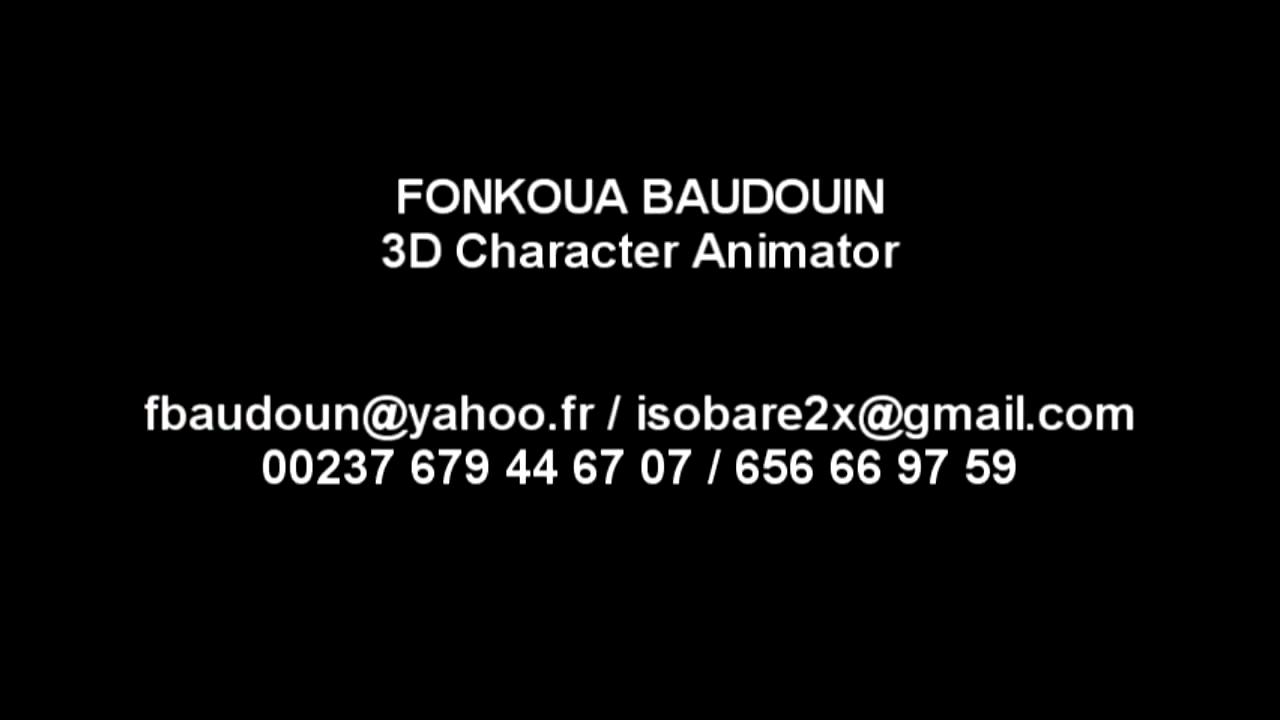 FONKOUA BAUDOUIN
3D Character Animator
fbaudoun@yahoo.fr / isobare2x@gmail.com
00237 679 44 67 07 / 656 66 97 59